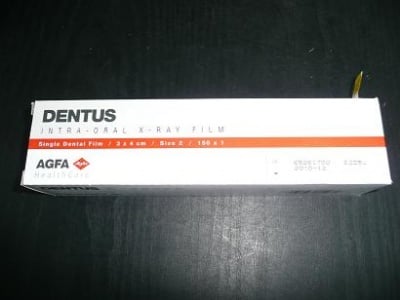 DENTUS
INTRA-ORAL X-RAY FILM
Single Dental Film / 3 x 4 cm / Size 2 / 150 x 1
AGFA
HealthCare